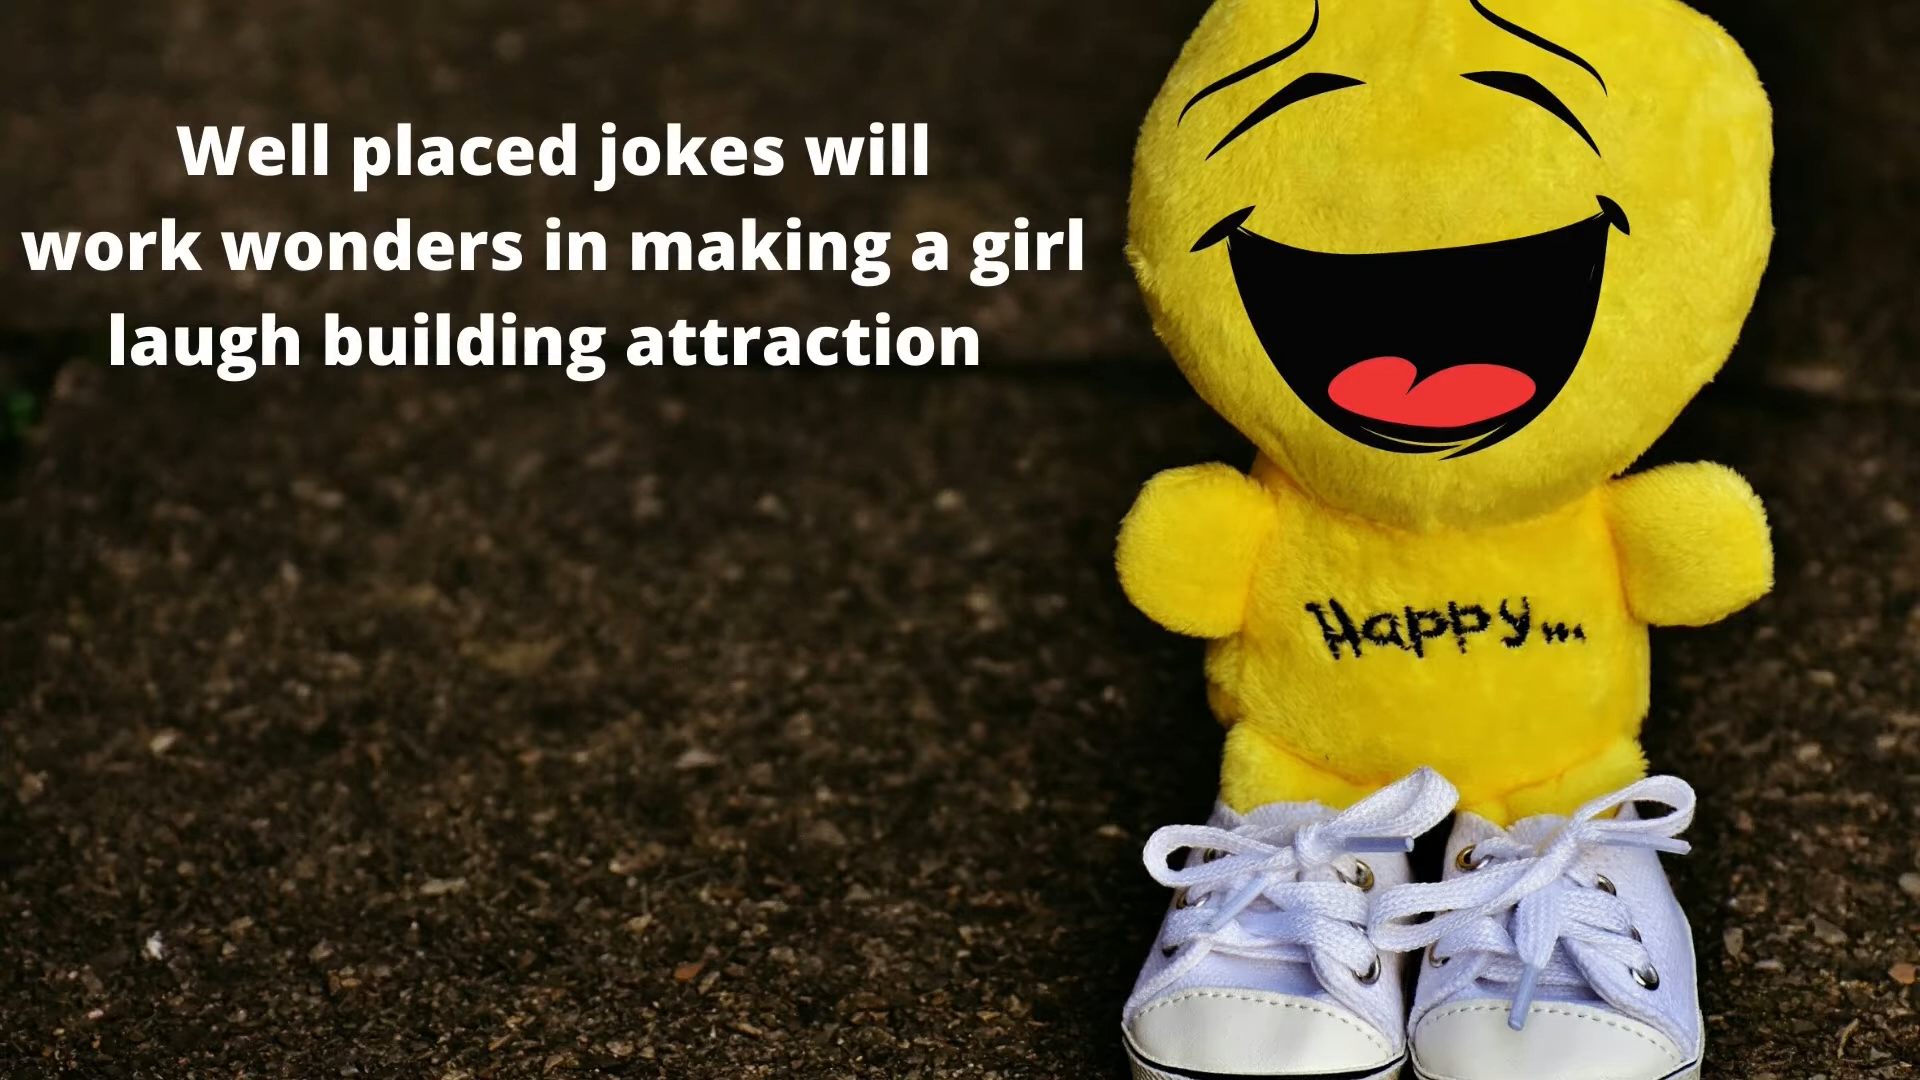 Well placed jokes will
work wonders in making a girl
laugh building attraction
Happy...